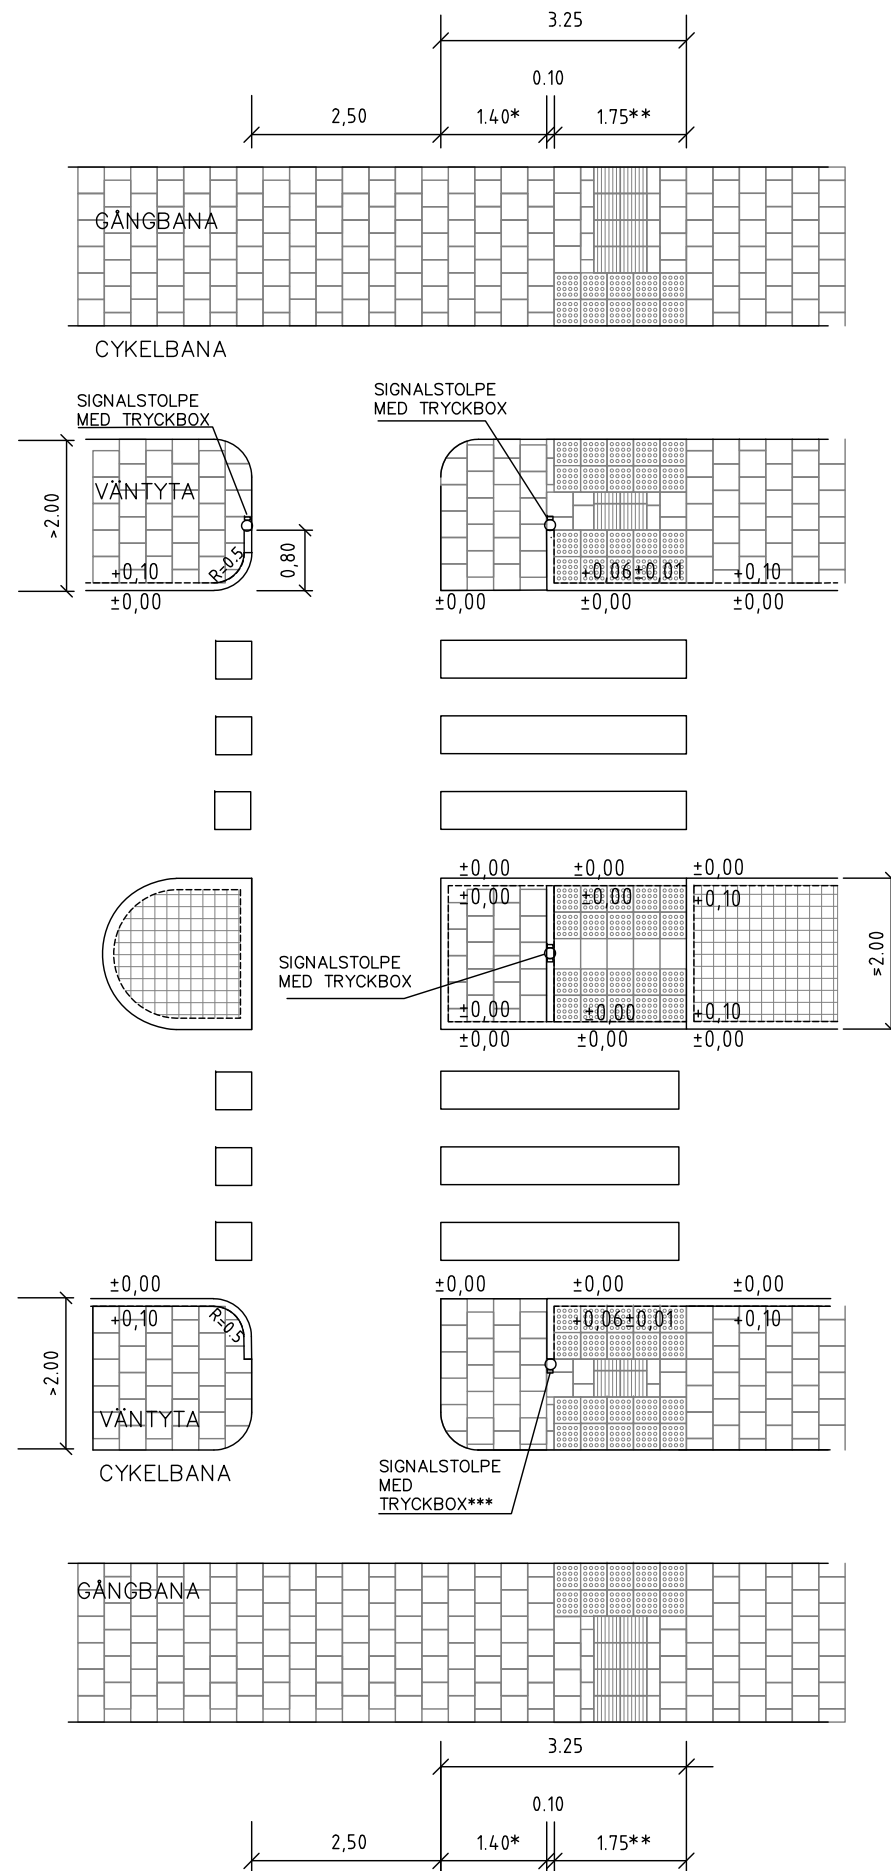 3.25
0.10
2,50
1.40*
1.75**
GÅNGBANA
CYKELBANA
SIGNALSTOLPE
MED TRYCKBOX
SIGNALSTOLPE
MED TRYCKBOX
>2.00
VÄNTYTA
0,80
R=0.5
+0,10
+0,06±0,01
+0,10
±0,00
±0,00
±0,00
±0,00
±0,00
±0,00
±0,00
±0,00
±0,00
+0,10
SIGNALSTOLPE
MED TRYCKBOX
≥2.00
±0,00
±0,00
+0,10
±0,00
±0,00
±0,00
±0,00
±0,00
±0,00
±0,00
+0,10
R=0.5
+0,06±0,01
+0,10
>2.00
VÄNTYTA
CYKELBANA
SIGNALSTOLPE
MED
TRYCKBOX***
GÅNGBANA
3.25
0.10
2,50
1.40*
1.75**